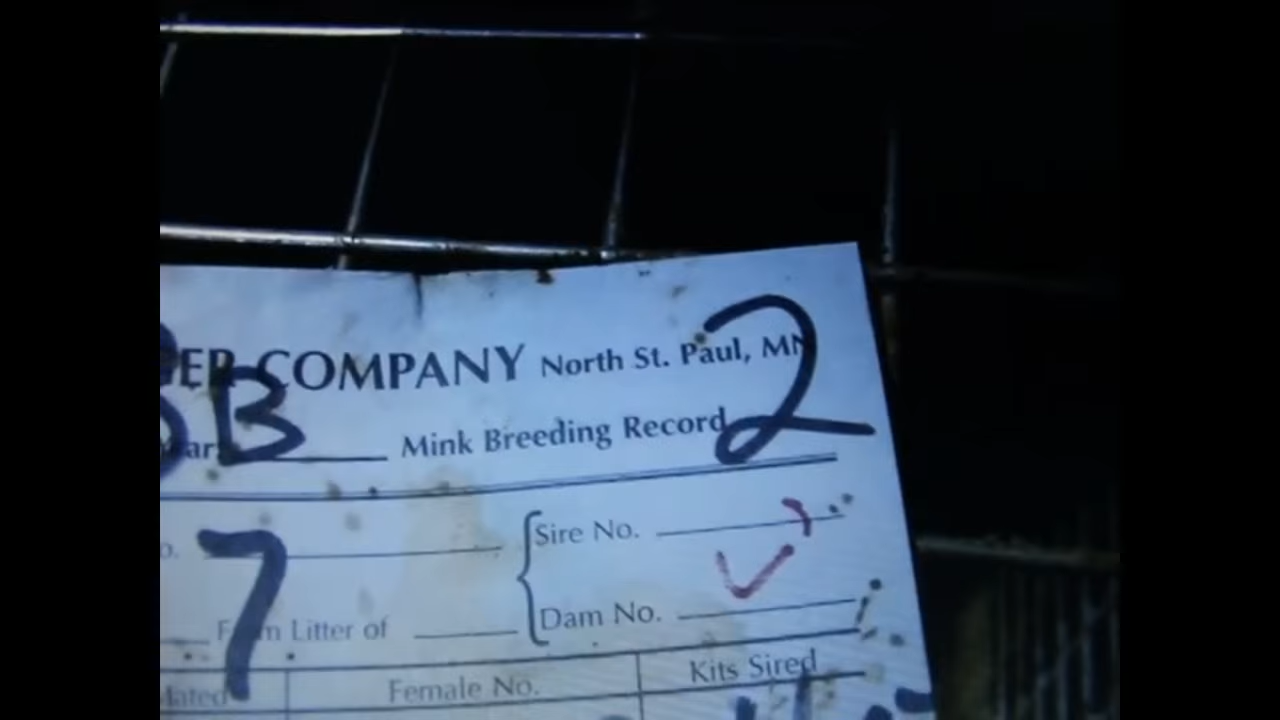 COMPANY North St. Paul, MN
B 2
Mink Breeding Record
Sire No.
7
Dam No.
Litter of
Kits Sired
Female No.